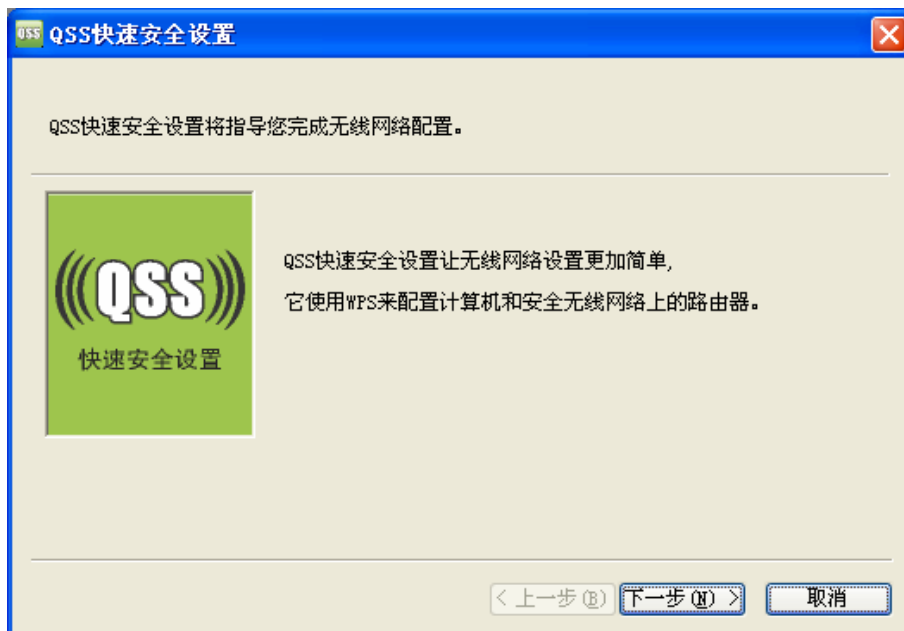 QSS QSS快速安全设置
QSS快速安全设置将指导您完成无线网络配置。
QSS
快速安全设置
QSS快速安全设置让无线网络设置更加简单,
它使用WPS来配置计算机和安全无线网络上的路由器。
< 上一步(B) 下一步(N) > 取消